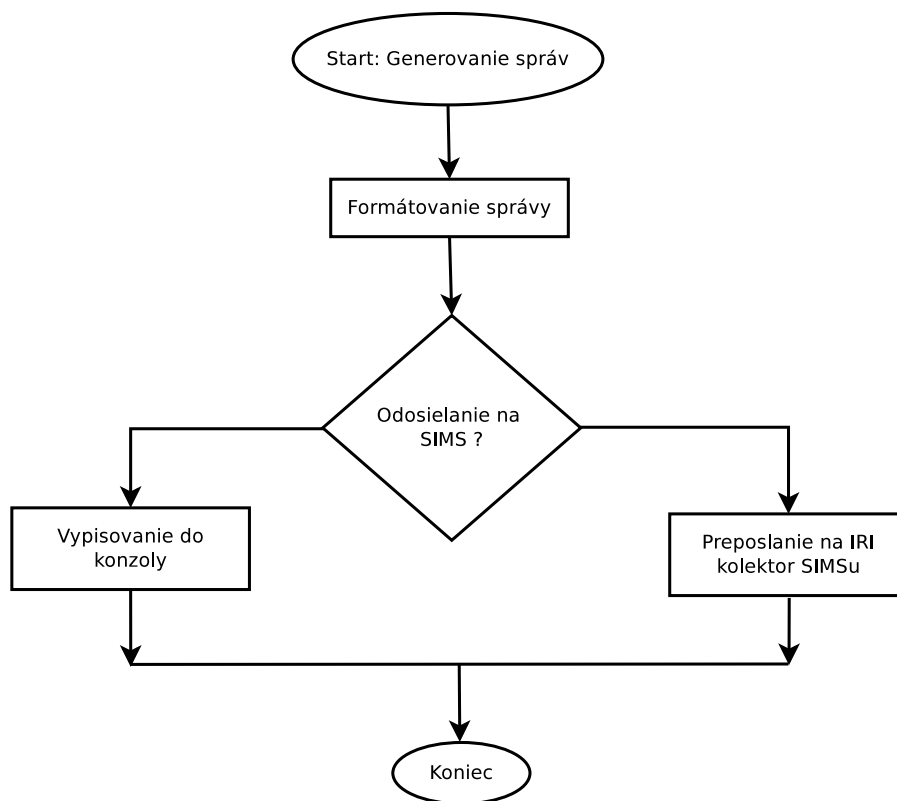 Start: Generovanie správ
Formátovanie správy
Odosielanie na
SIMS ?
Vypisovanie do
konzoly
Preposlanie na IRI
kolektor SIMSu
Koniec